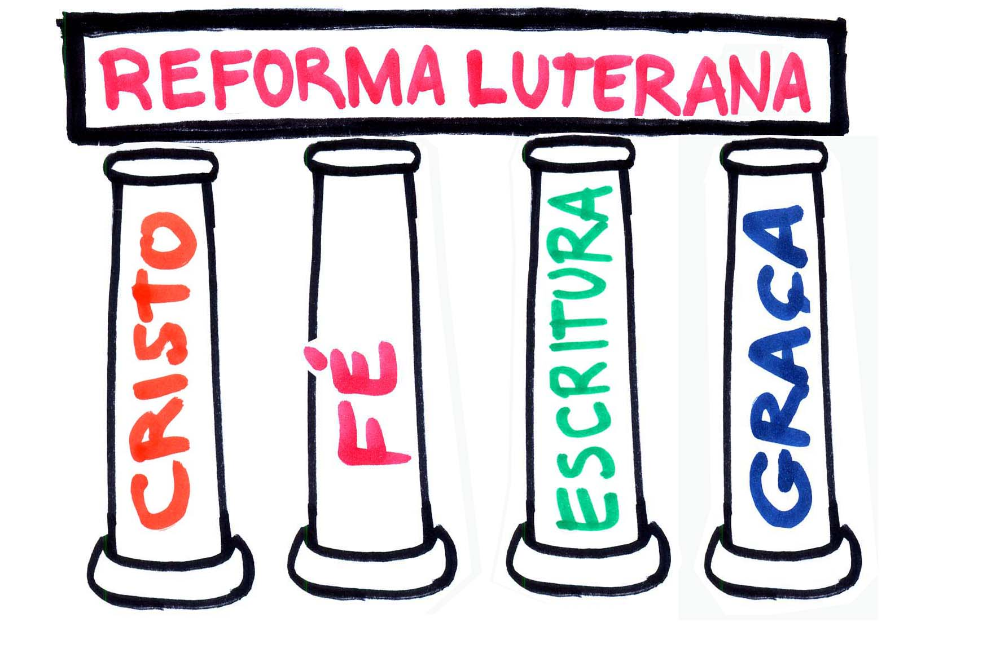 REFORMA LUTERANA
CRISTO
FÉ
ESCRITURA
GRAÇA